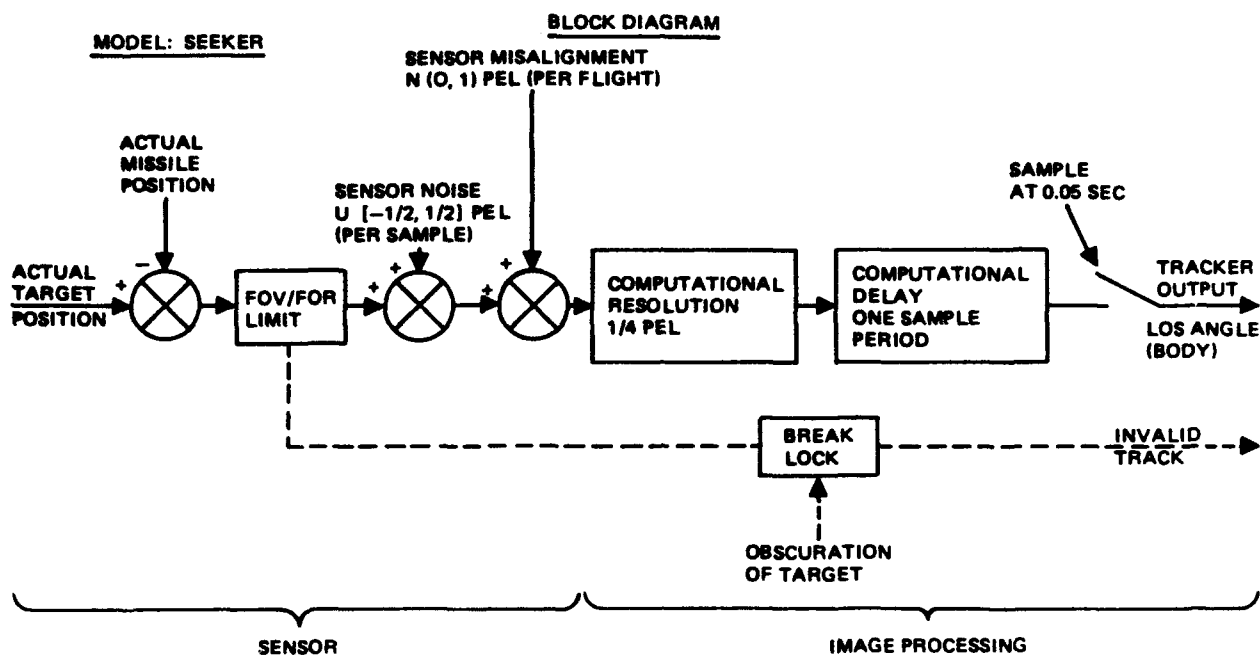 BLOCK DIAGRAM
MODEL: SEEKER
SENSOR MISALIGNMENT
N (0, 1) PEL (PER FLIGHT)
ACTUAL
MISSILE
POSITION
SENSOR NOISE
U [-1/2, 1/2] PEL
(PER SAMPLE)
SAMPLE
AT 0.05 SEC
-
+
ACTUAL
TARGET
POSITION
FOV/FOR
LIMIT
+
+
+
+
COMPUTATIONAL
RESOLUTION
1/4 PEL
COMPUTATIONAL
DELAY
ONE SAMPLE
PERIOD
TRACKER
OUTPUT
LOS ANGLE
(BODY)
BREAK
LOCK
INVALID
TRACK
OBSCURATION
OF TARGET
SENSOR
IMAGE PROCESSING